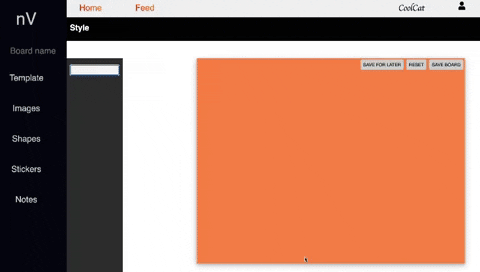 nV
Home
Feed
CoolCat
Style
Board name
Template
Images
Shapes
Stickers
Notes
SAVE FOR LATER
RESET
SAVE BOARD